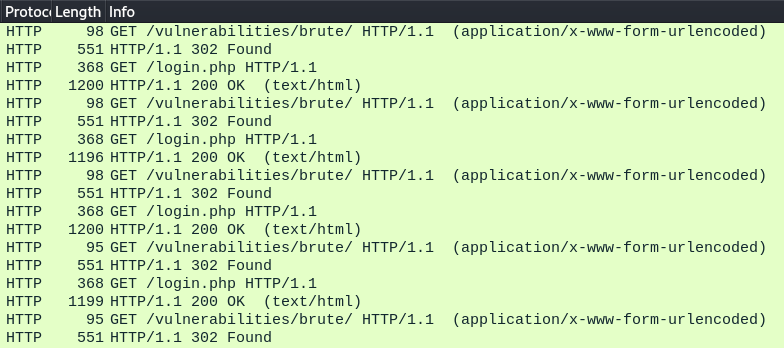 Protoc Length Info
HTTP 98 GET /vulnerabilities/brute/ HTTP/1.1 (application/x-www-form-urlencoded)
HTTP 551 HTTP/1.1 302 Found
HTTP 368 GET /login.php HTTP/1.1
HTTP 1200 HTTP/1.1 200 OK (text/html)
HTTP 98 GET /vulnerabilities/brute/ HTTP/1.1 (application/x-www-form-urlencoded)
HTTP 551 HTTP/1.1 302 Found
HTTP 368 GET /login.php HTTP/1.1
HTTP 1196 HTTP/1.1 200 OK (text/html)
HTTP 98 GET /vulnerabilities/brute/ HTTP/1.1 (application/x-www-form-urlencoded)
HTTP 551 HTTP/1.1 302 Found
HTTP 368 GET /login.php HTTP/1.1
HTTP 1200 HTTP/1.1 200 OK (text/html)
HTTP 95 GET /vulnerabilities/brute/ HTTP/1.1 (application/x-www-form-urlencoded)
HTTP 551 HTTP/1.1 302 Found
HTTP 368 GET /login.php HTTP/1.1
HTTP 1199 HTTP/1.1 200 OK (text/html)
HTTP 95 GET /vulnerabilities/brute/ HTTP/1.1 (application/x-www-form-urlencoded)
HTTP 551 HTTP/1.1 302 Found